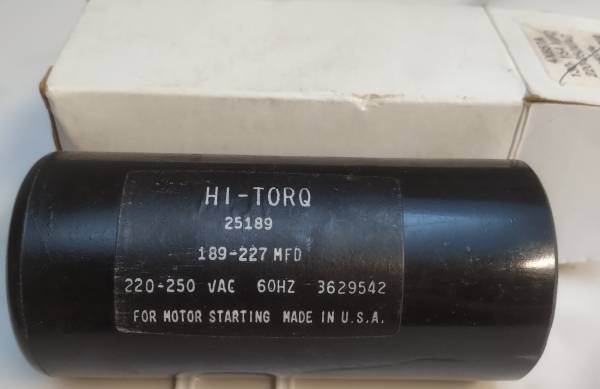 HI-TORQ
25189
189-227 MFD
220-250 VAC 60HZ 3629542
FOR MOTOR STARTING MADE IN U.S.A.